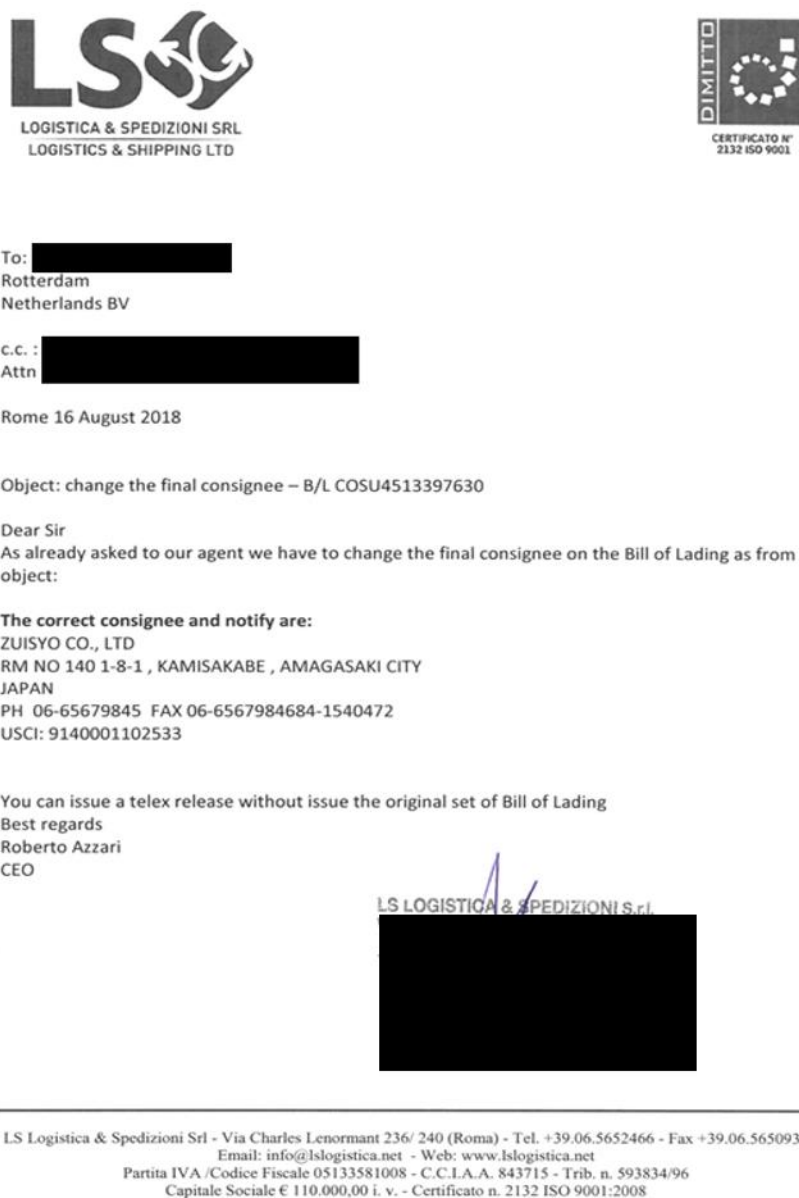 LS
LOGISTICA & SPEDIZIONI SRL
LOGISTICS & SHIPPING LTD
DIMITTO
CERTIFICATO N°
2132 ISO 9001
To:
Rotterdam
Netherlands BV
c.c. :
Attn
Rome 16 August 2018
Object: change the final consignee – B/L COSU4513397630
Dear Sir
As already asked to our agent we have to change the final consignee on the Bill of Lading as from
object:
The correct consignee and notify are:
ZUISYO CO., LTD
RM NO 140 1-8-1 , KAMISAKABE , AMAGASAKI CITY
JAPAN
PH  06-65679845  FAX 06-6567984684-1540472
USCI: 9140001102533
You can issue a telex release without issue the original set of Bill of Lading
Best regards
Roberto Azzari
CEO
LS LOGISTICA & SPEDIZIONI S.r.l.
LS Logistica & Spedizioni Srl - Via Charles Lenormant 236/ 240 (Roma) - Tel. +39.06.5652466 - Fax +39.06.565093
Email: info@lslogistica.net - Web: www.lslogistica.net
Partita IVA /Codice Fiscale 05133581008 - C.C.I.A.A. 843715 - Trib. n. 593834/96
Capitale Sociale € 110.000,00 i. v. - Certificato n. 2132 ISO 9001:2008